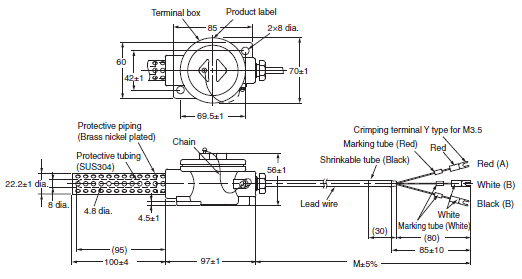 Terminal box
Product label
85
2×8 dia.
60
42±1
70±1
69.5±1
Protective piping
(Brass nickel plated)
Chain
Protective tubing
(SUS304)
Crimping terminal Y type for M3.5
Marking tube (Red)
Red
Shrinkable tube (Black)
Red (A)
56±1
22.2±1 dia.
White (B)
8 dia.
4.8 dia.
4.5±1
Lead wire
Black (B)
White
Marking tube (White)
(30)
(80)
(95)
85±10
100±4
97±1
M±5%